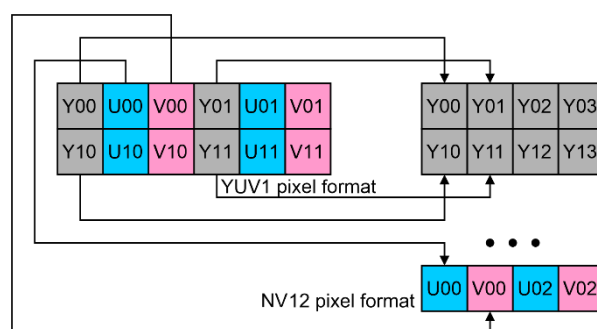 Y00 U00 V00 Y01 U01 V01
Y10 U10 V10 Y11 U11 V11
YUV1 pixel format
Y00 Y01 Y02 Y03
Y10 Y11 Y12 Y13
U00 V00 U02 V02
NV12 pixel format